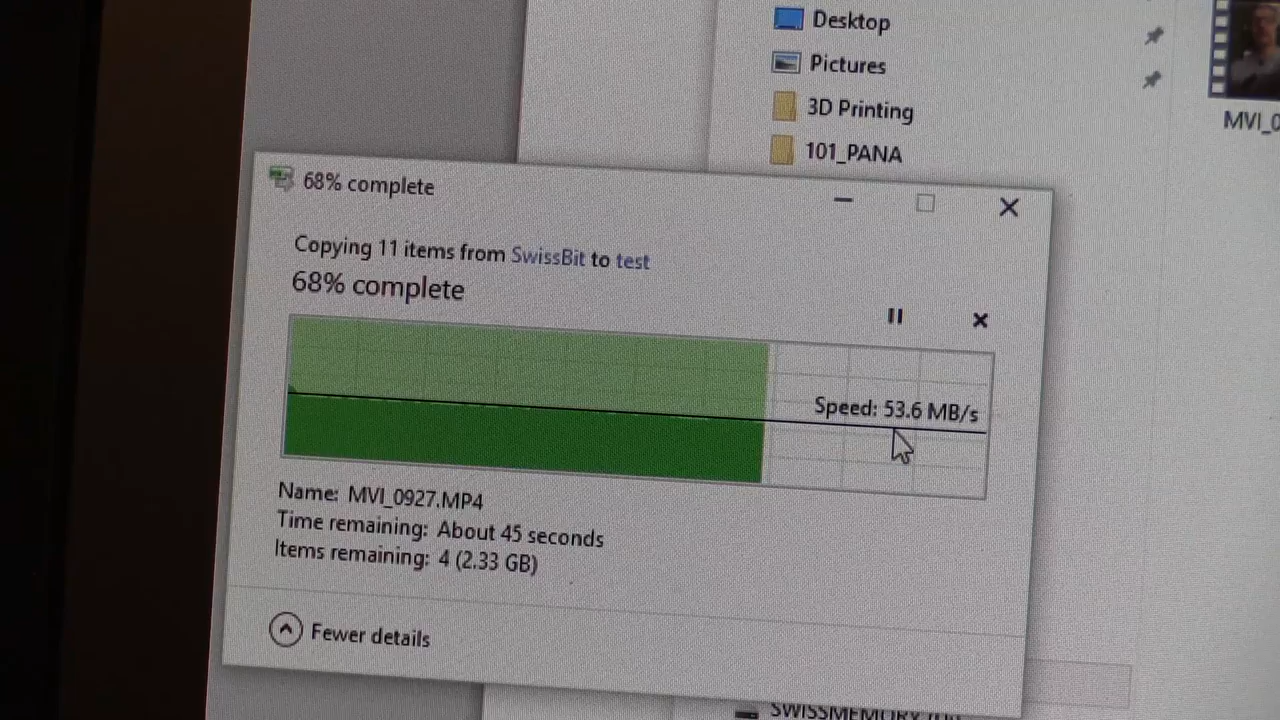 Desktop
Pictures
3D Printing
101_PANA
MVI_0
68% complete
Copying 11 items from SwissBit to test
68% complete
Speed: 53.6 MB/s
Name: MVI_0927.MP4
Time remaining: About 45 seconds
Items remaining: 4 (2.33 GB)
Fewer details
SWISSMEMORY